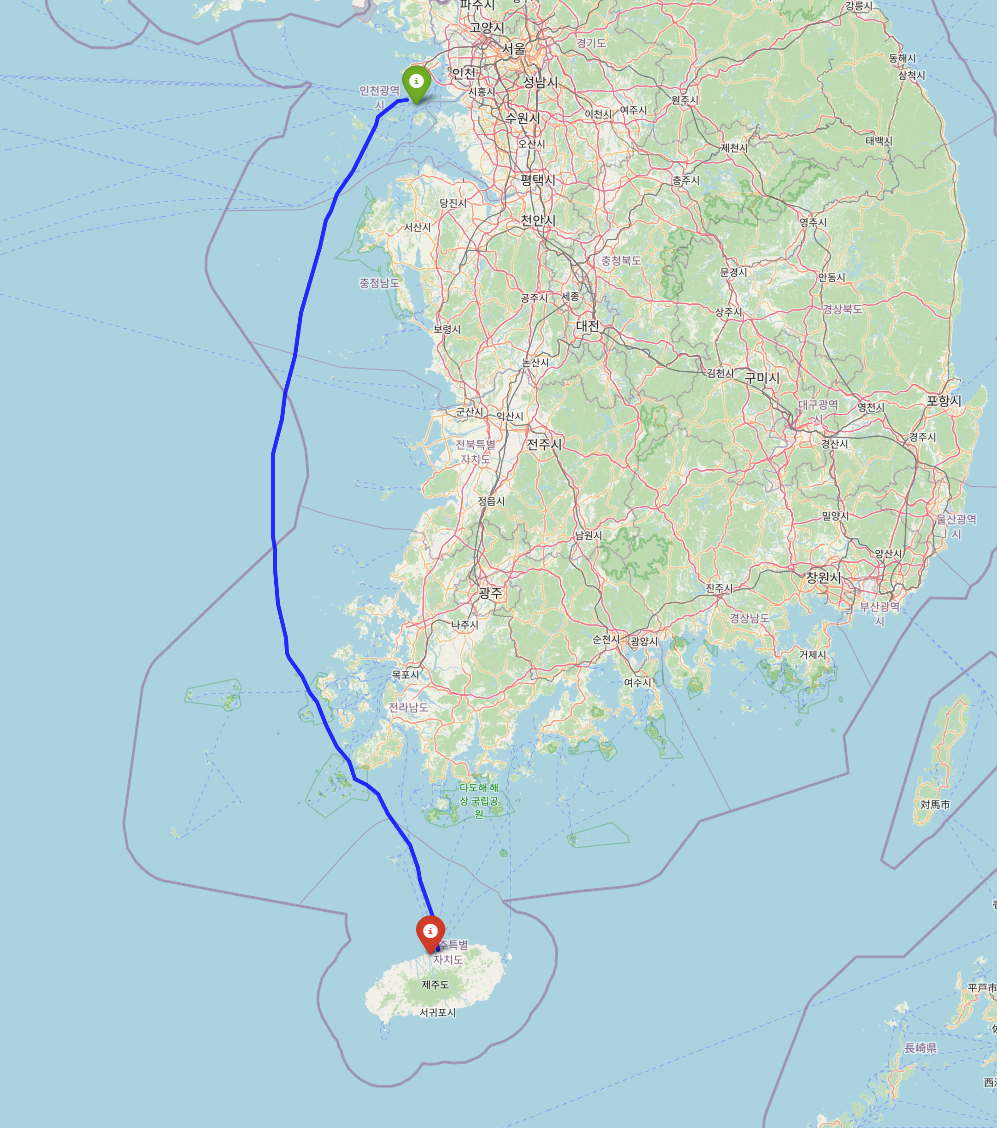 파주시
고양시
강릉시
서울
경기도
동해시
인천
삼척시
성남시
인천광역
시
시흥시
원주시
이천시
여주시
수원시
태백시
오산시
제천시
평택시
충주시
당진시
천안시
영주시
서산시
충청북도
문경시
안동시
충청남도
공주시
세종
상주시
경상북도
보령시
대전
논산시
김천시
구미시
포항시
대구광역
시
영천시
군산시
익산시
전북특별
자치도
전주시
경산시
경주시
정읍시
밀양시
울산광역
시
남원시
양산시
창원시
광주
진주시
부산광역
시
나주시
경상남도
순천시
광양시
거제시
목포시
여수시
전라남도
다도해 해
상 국립공
원
対馬市
주특별
자치도
제주도
서귀포시
平戸市
長崎県
西海